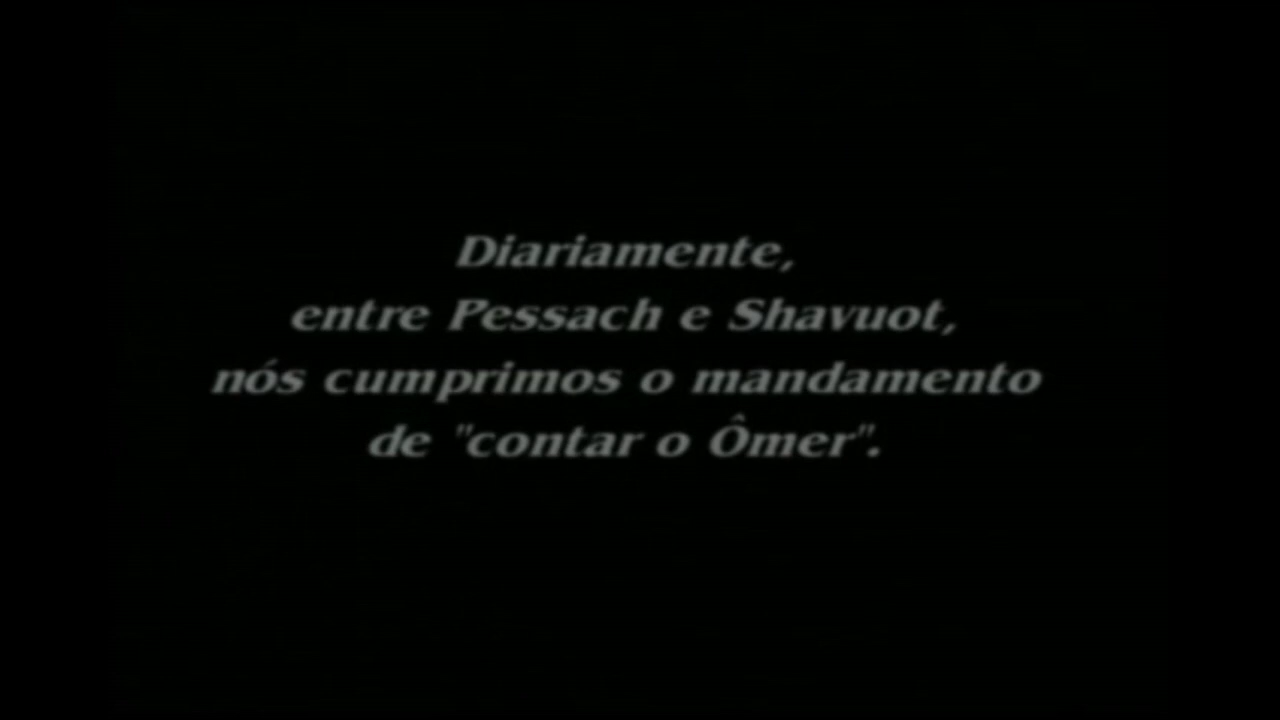 Diariamente,
entre Pessach e Shavuot,
nós cumprimos o mandamento
de "contar o Ômer".